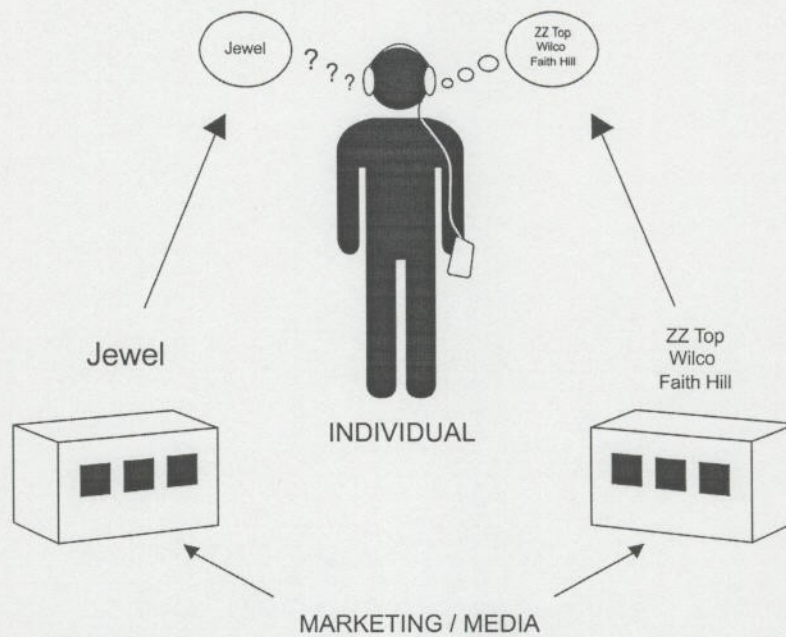 Jewel
? ? ?
ZZ Top
Wilco
Faith Hill
Jewel
ZZ Top
Wilco
Faith Hill
INDIVIDUAL
MARKETING / MEDIA